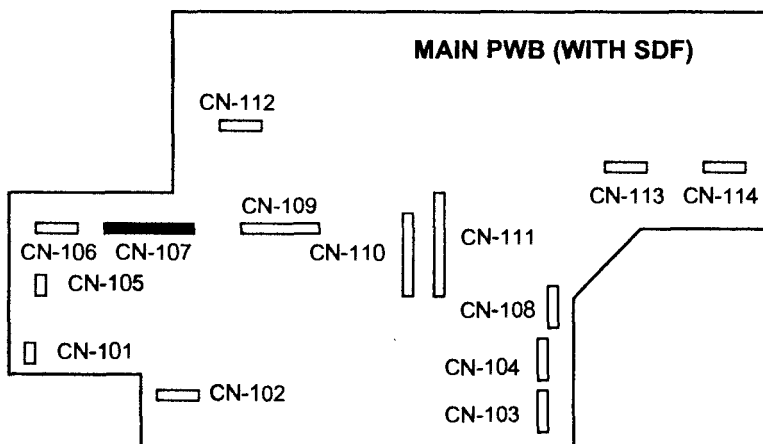 MAIN PWB (WITH SDF)
CN-112
CN-113
CN-114
CN-109
CN-106
CN-107
CN-110
CN-111
CN-105
CN-108
CN-101
CN-104
CN-102
CN-103